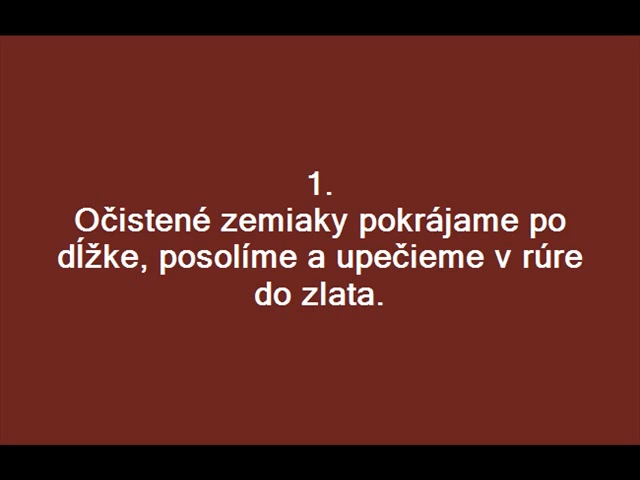 1.
Očistené zemiaky pokrájame po
dĺžke, posolíme a upečieme v rúre
do zlata.